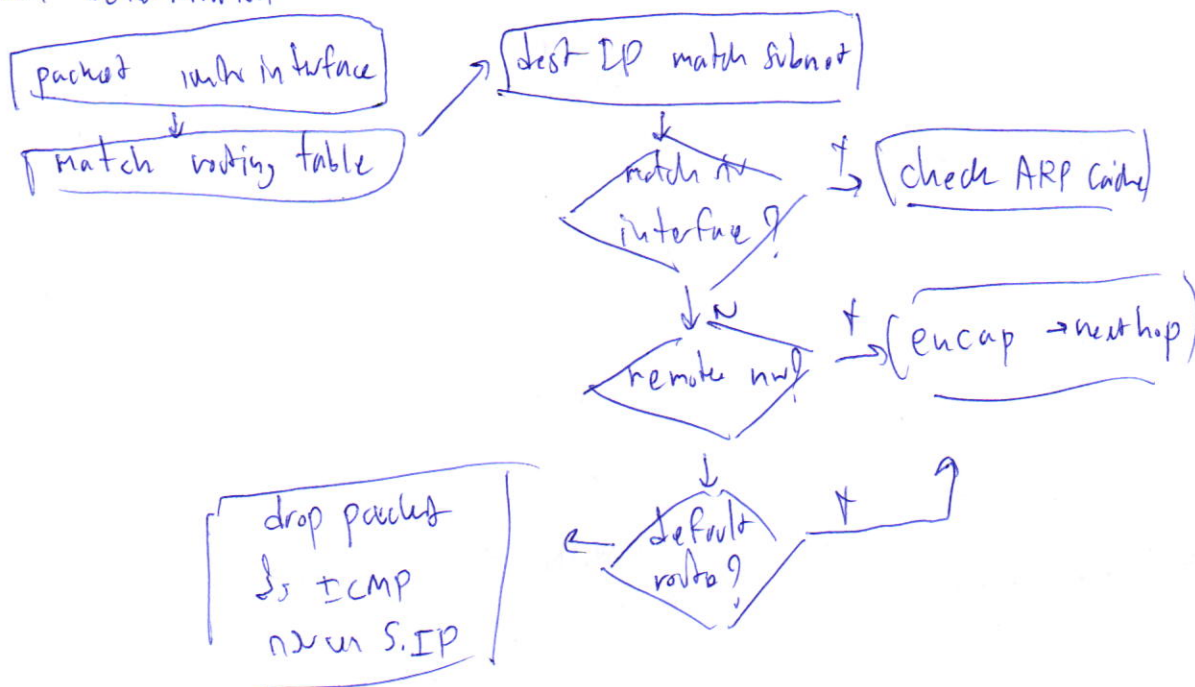 packet interface
match routing table
dest IP match subnet
match
interface?
Y
check ARP cache
N
remote nw?
Y
encap → next hop
default
route?
Y
drop packet
ICMP
S.IP